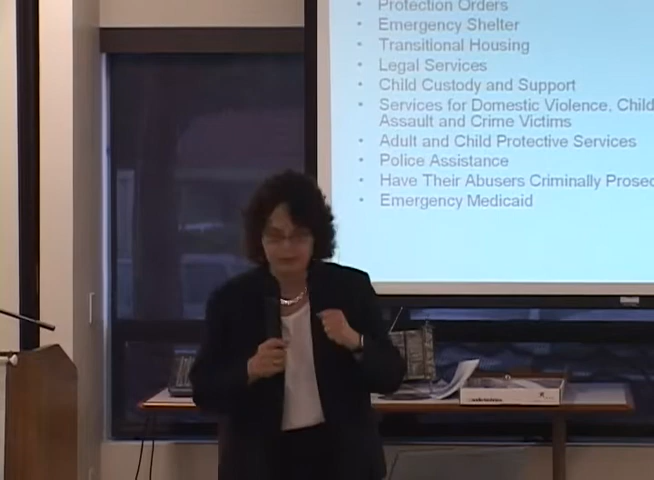 • Protection Orders
• Emergency Shelter
• Transitional Housing
• Legal Services
• Child Custody and Support
• Services for Domestic Violence, Child
Assault and Crime Victims
• Adult and Child Protective Services
• Police Assistance
• Have Their Abusers Criminally Prosec
• Emergency Medicaid